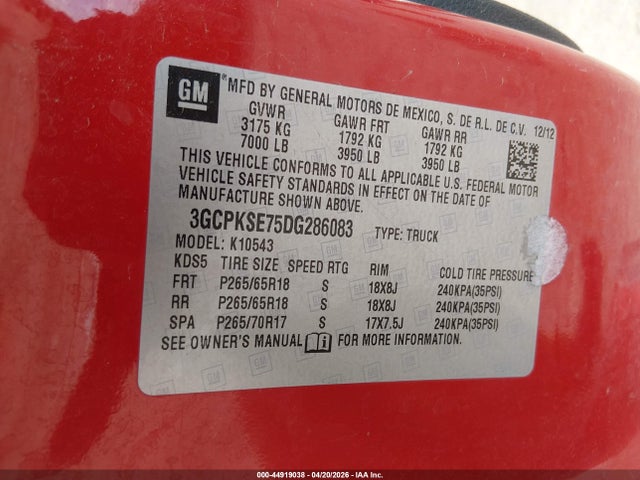 GM
®MFD BY GENERAL MOTORS DE MEXICO, S. DE R.L. DE C.V. 12/12
GVWR GAWR FRT GAWR RR
3175 KG 1792 KG 1792 KG
7000 LB 3950 LB 3950 LB
THIS VEHICLE CONFORMS TO ALL APPLICABLE U.S. FEDERAL MOTOR
VEHICLE SAFETY STANDARDS IN EFFECT ON THE DATE OF
MANUFACTURE SHOWN ABOVE.
3GCPKSE75DG286083 TYPE: TRUCK
MODEL: K10543
KDS5 TIRE SIZE SPEED RTG RIM COLD TIRE PRESSURE
FRT P265/65R18 S 18X8J 240KPA(35PSI)
RR P265/65R18 S 18X8J 240KPA(35PSI)
SPA P265/70R17 S 17X7.5J 240KPA(35PSI)
SEE OWNER'S MANUAL FOR MORE INFORMATION.
000-44919038 - 04/20/2026 - IAA Inc.